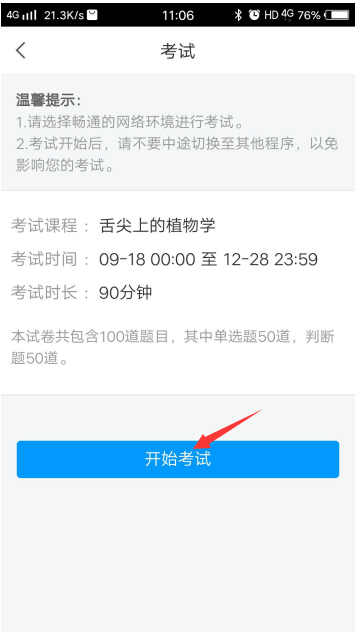 4G 21.3K/s 11:06 HD 4G 76%
考试
温馨提示：
1.请选择畅通的网络环境进行考试。
2.考试开始后，请不要中途切换至其他程序，以免
影响您的考试。
考试课程： 舌尖上的植物学
考试时间： 09-18 00:00 至 12-28 23:59
考试时长： 90分钟
本试卷共包含100道题目，其中单选题50道，判断
题50道。
开始考试